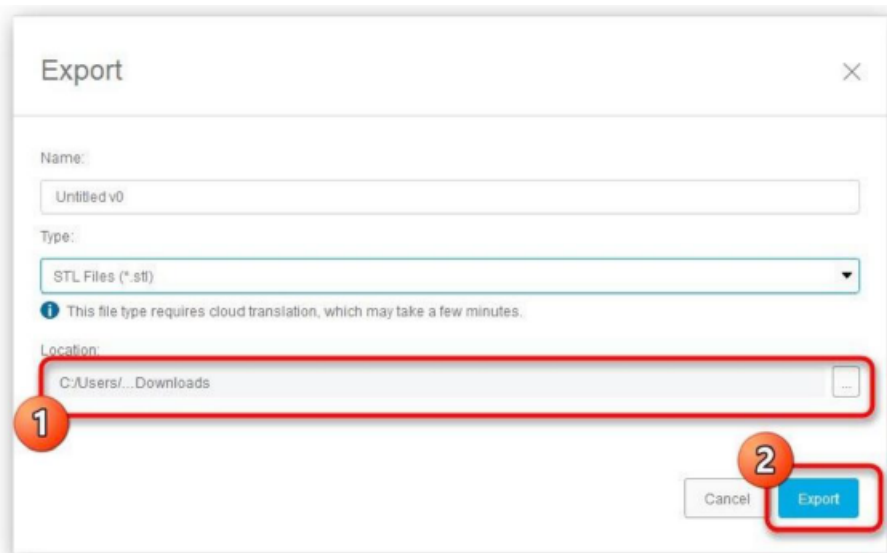 Export
Name:
Untitled v0
Type:
STL Files (*.stl)
This file type requires cloud translation, which may take a few minutes.
Location:
C:/Users/...Downloads
...
1
2
Cancel
Export